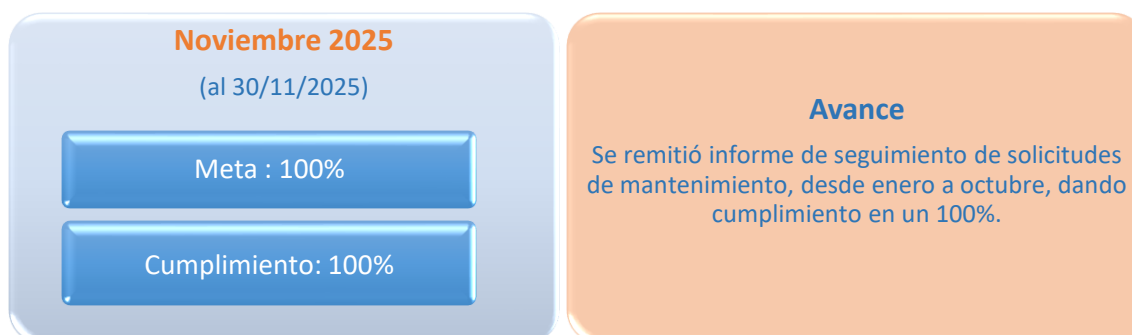 Noviembre 2025
(al 30/11/2025)
Meta : 100%
Cumplimiento: 100%
Avance
Se remitió informe de seguimiento de solicitudes
de mantenimiento, desde enero a octubre, dando
cumplimiento en un 100%.